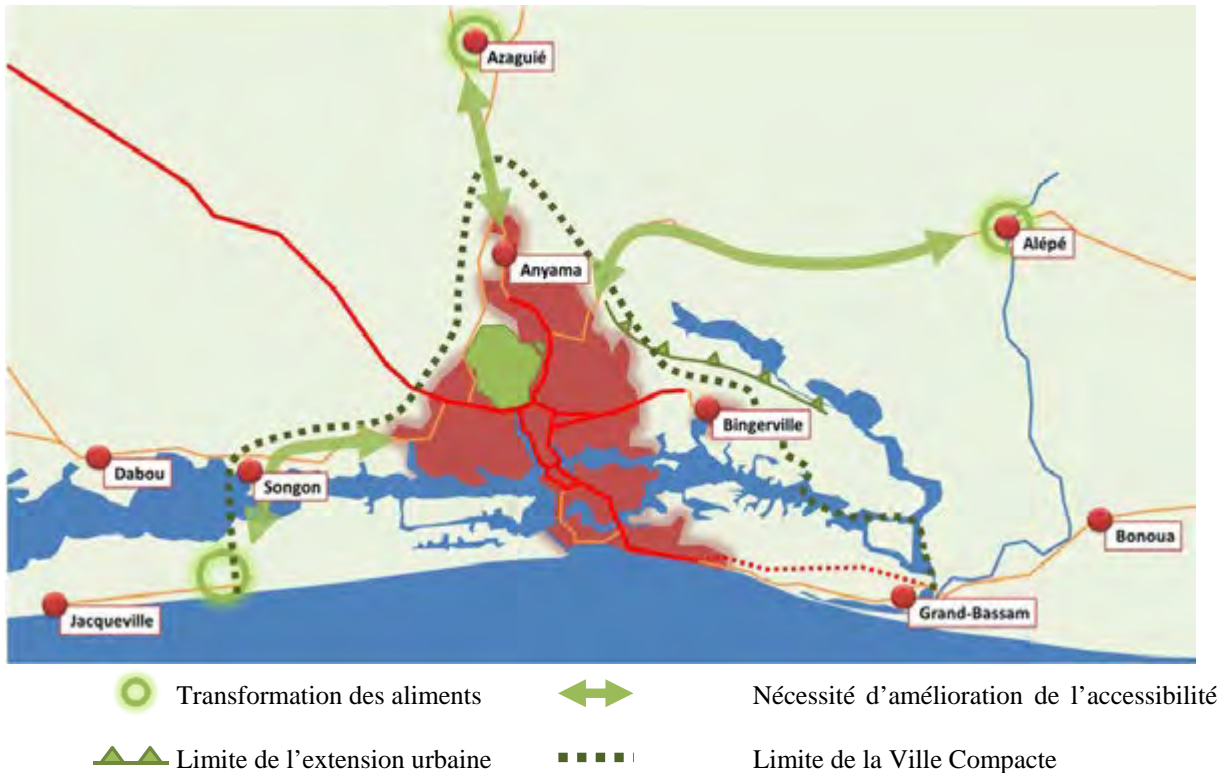 Azaguié
Alépé
Anyama
Bingerville
Dabou
Songon
Bonoua
Jacqueville
Grand-Bassam
Transformation des aliments
Nécessité d’amélioration de l’accessibilité
Limite de l’extension urbaine
Limite de la Ville Compacte